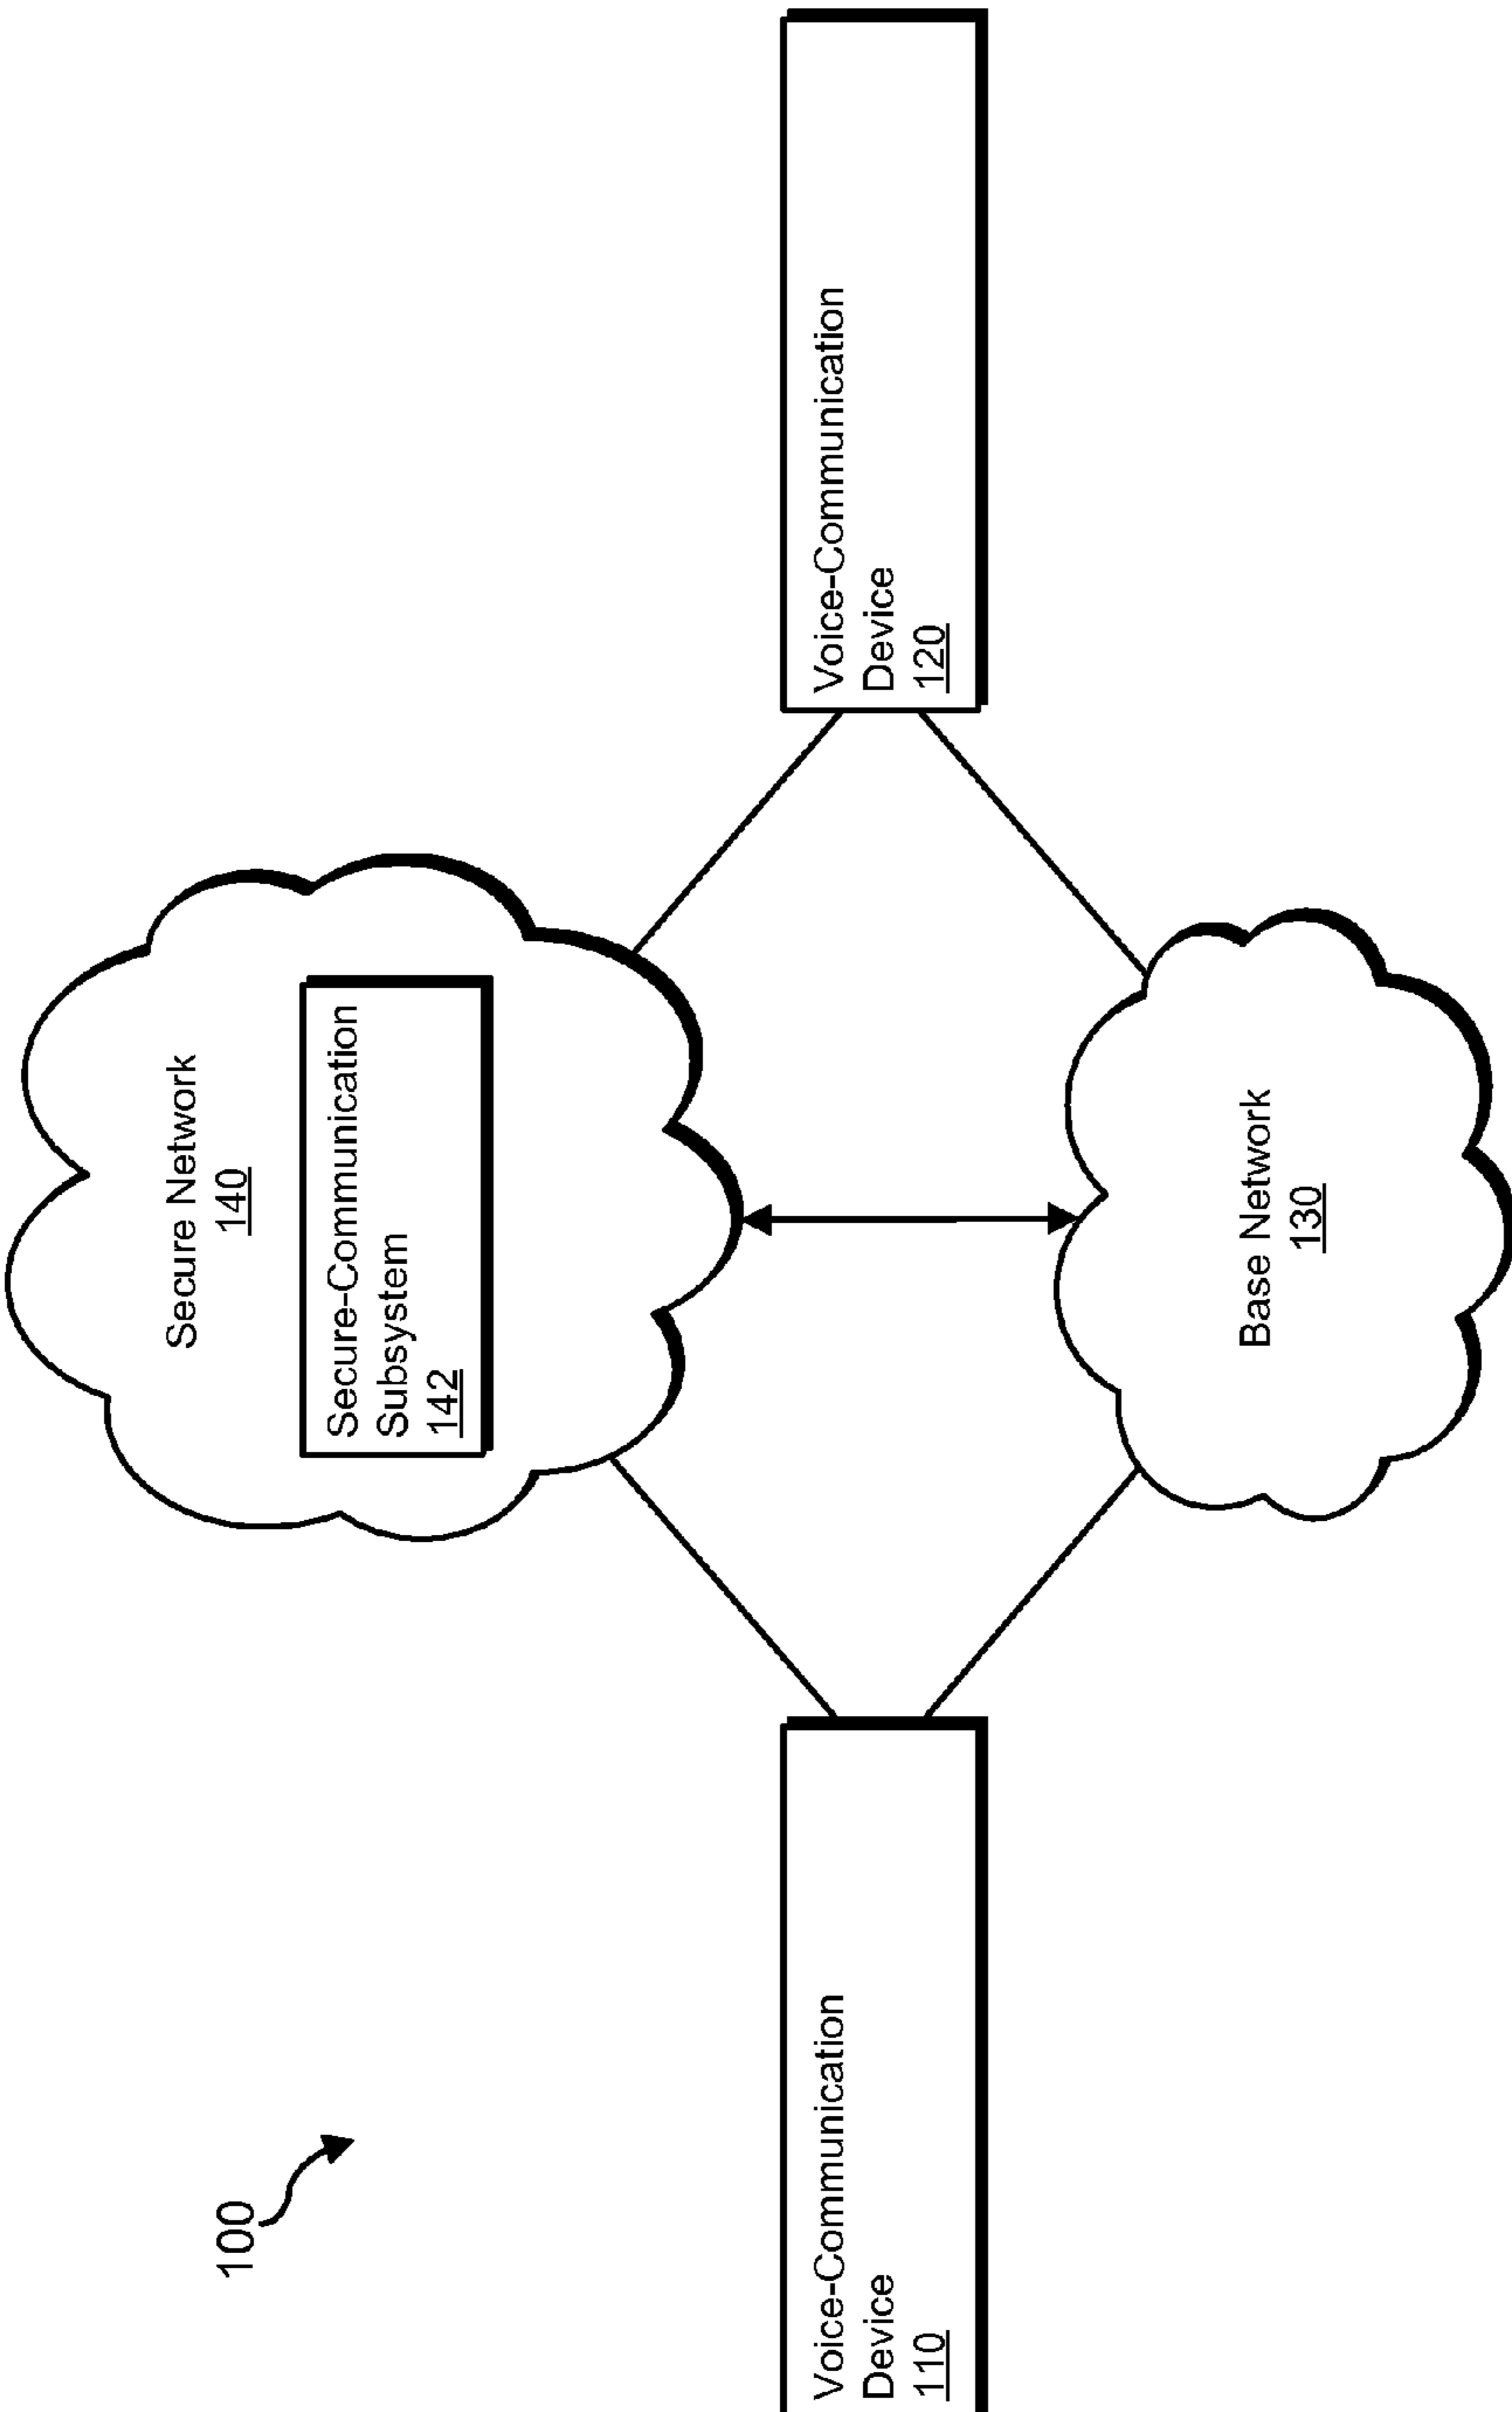 100
Secure Network
140
Secure-Communication
Subsystem
142
Voice-Communication
Device
110
Voice-Communication
Device
120
Base Network
130